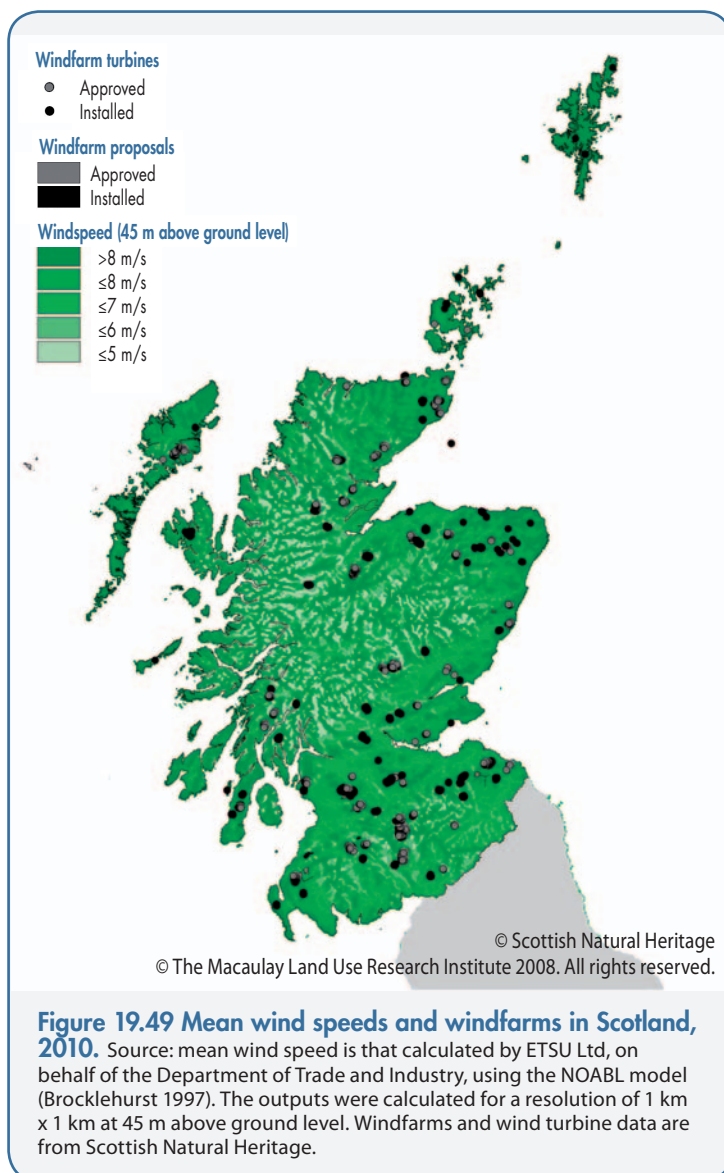 Windfarm turbines
Approved
Installed
Windfarm proposals
Approved
Installed
Windspeed (45 m above ground level)
>8 m/s
≤8 m/s
≤7 m/s
≤6 m/s
≤5 m/s
© Scottish Natural Heritage
© The Macaulay Land Use Research Institute 2008. All rights reserved.
Figure 19.49 Mean wind speeds and windfarms in Scotland,
2010. Source: mean wind speed is that calculated by ETSU Ltd, on
behalf of the Department of Trade and Industry, using the NOABL model
(Brocklehurst 1997). The outputs were calculated for a resolution of 1 km
x 1 km at 45 m above ground level. Windfarms and wind turbine data are
from Scottish Natural Heritage.